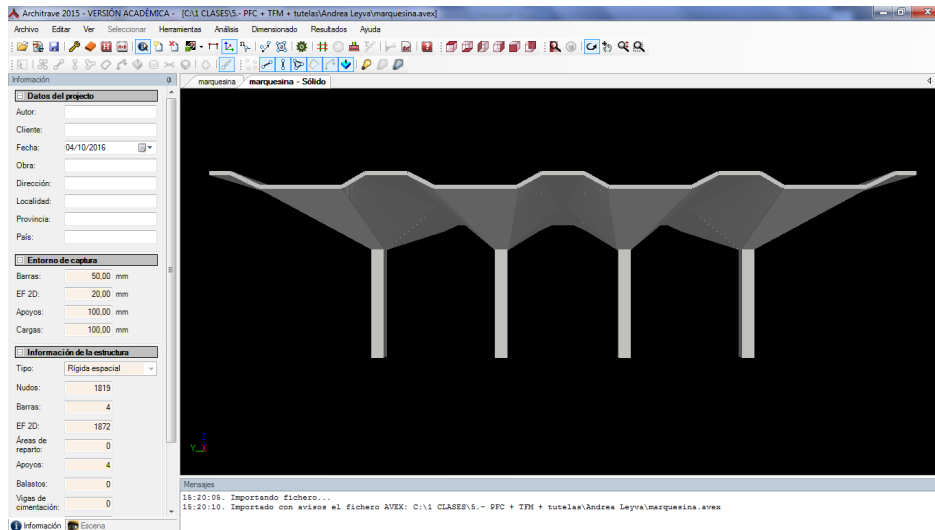 Architrave 2015 - VERSIÓN ACADÉMICA - [C:\1 CLASES\5.- PFC + TFM + tutelas\Andrea Leyva\marquesina.avex]
Archivo Editar Ver Seleccionar Herramientas Análisis Dimensionado Resultados Ayuda
Información
marquesina marquesina - Sólido
Datos del projecto
Autor:
Cliente:
Fecha: 04/10/2016
Obra:
Dirección:
Localidad:
Provincia:
País:
Entorno de captura
Barras: 50,00 mm
EF 2D: 20,00 mm
Apoyos: 100,00 mm
Cargas: 100,00 mm
Información de la estructura
Tipo: Rígida espacial
Nudos: 1819
Barras: 4
EF 2D: 1872
Áreas de
reparto: 0
Apoyos: 4
Balastos: 0
Vigas de
cimentación: 0
Información Escena
Z
Y X
Mensajes
15:20:05. Importando fichero...
15:20:10. Importado con avisos el fichero AVEX: C:\1 CLASES\5.- PFC + TFM + tutelas\Andrea Leyva\marquesina.avex